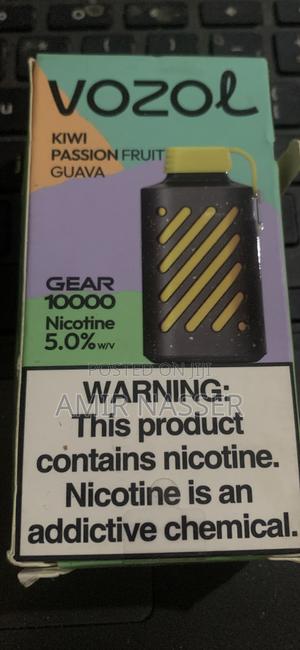 VOZOL
KIWI
PASSION FRUIT
GUAVA
GEAR
10000
Nicotine
5.0% w/v
POSTED ON JIJI
AMIR NASSER
WARNING:
This product
contains nicotine.
Nicotine is an
addictive chemical.